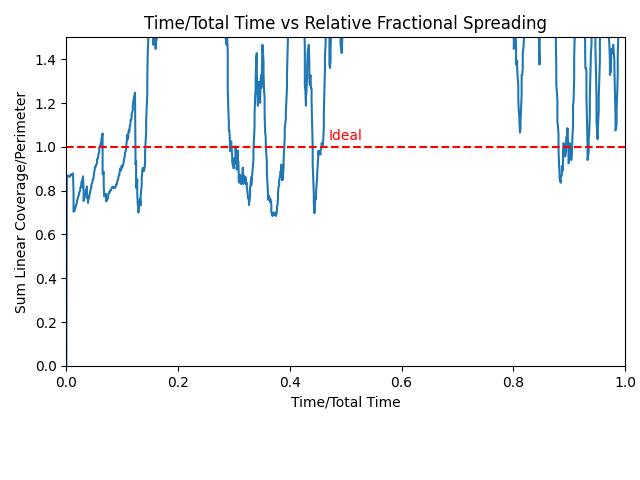 Time/Total Time vs Relative Fractional Spreading
Sum Linear Coverage/Perimeter
1.4
1.2
1.0
0.8
0.6
0.4
0.2
0.0
Ideal
0.0 0.2 0.4 0.6 0.8 1.0
Time/Total Time